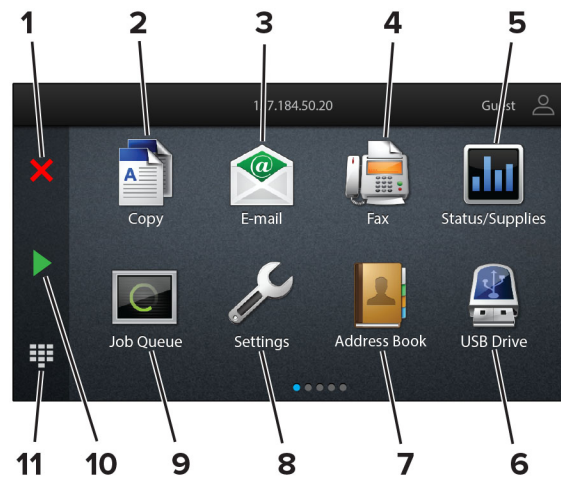 1 2 3 4 5
Guest
A
@
Copy E-mail Fax Status/Supplies
Job Queue Settings Address Book USB Drive
11 10 9 8 7 6